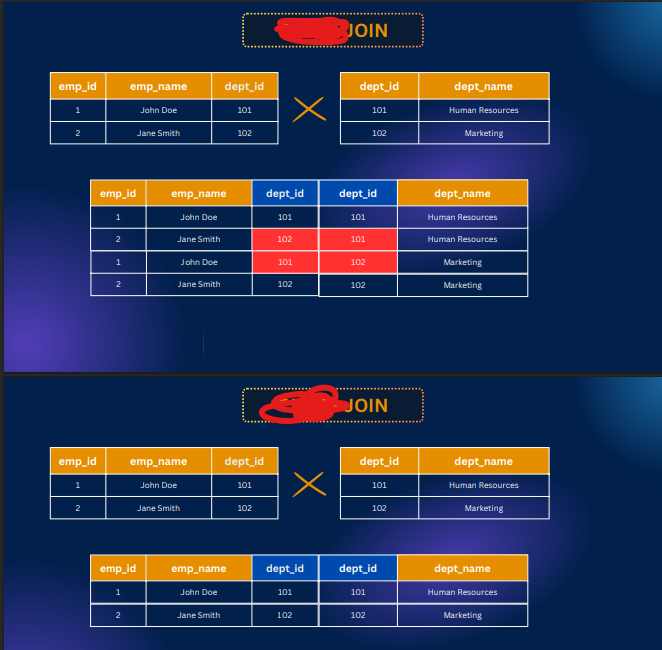 JOIN
emp_id emp_name dept_id dept_id dept_name
1 John Doe 101 101 Human Resources
2 Jane Smith 102 102 Marketing
emp_id emp_name dept_id dept_id dept_name
1 John Doe 101 101 Human Resources
2 Jane Smith 102 101 Human Resources
1 John Doe 101 102 Marketing
2 Jane Smith 102 102 Marketing
JOIN
emp_id emp_name dept_id dept_id dept_name
1 John Doe 101 101 Human Resources
2 Jane Smith 102 102 Marketing
emp_id emp_name dept_id dept_id dept_name
1 John Doe 101 101 Human Resources
2 Jane Smith 102 102 Marketing